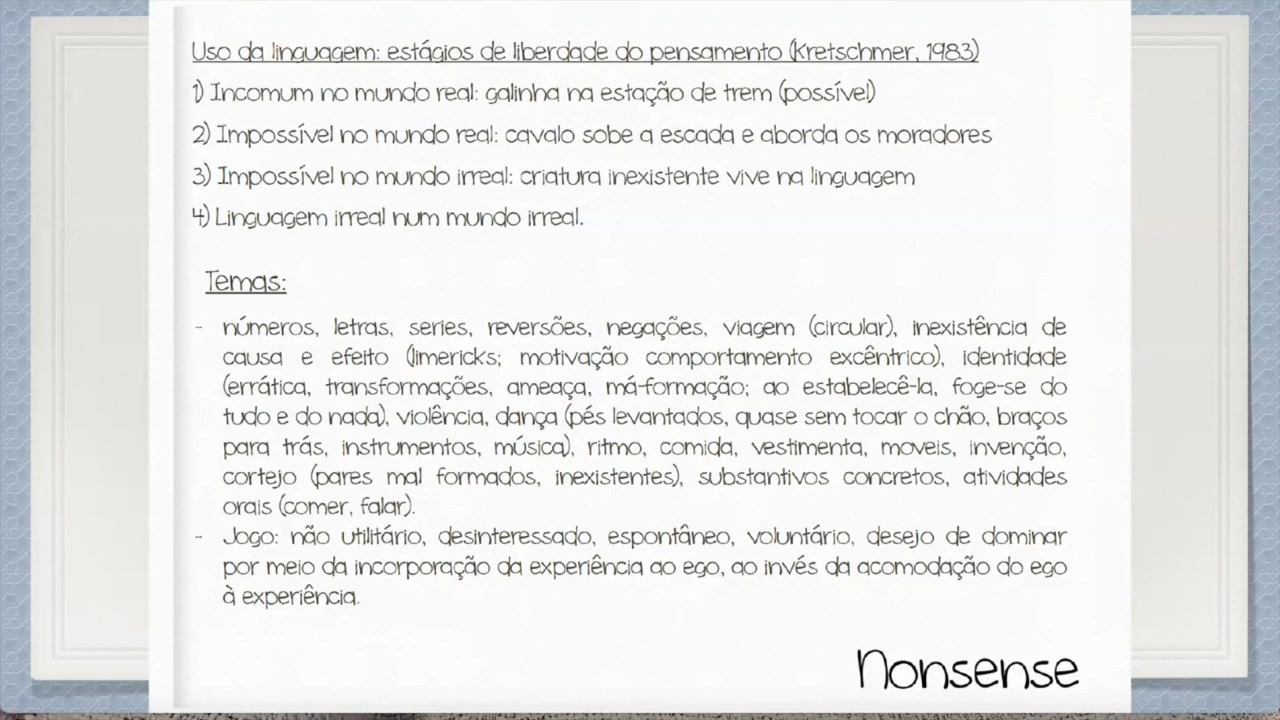 Uso da linguagem: estágios de liberdade do pensamento (Kretschmer, 1983)
1) Incomum no mundo real: galinha na estação de trem (possível)
2) Impossível no mundo real: cavalo sobe a escada e aborda os moradores
3) Impossível no mundo irreal: criatura inexistente vive na linguagem
4) Linguagem irreal num mundo irreal.
Temas:
- números, letras, series, reversões, negações, viagem (circular), inexistência de
causa e efeito (limericks; motivação comportamento excêntrico), identidade
(errática, transformações, ameaça, má-formação; ao estabelecê-la, foge-se do
tudo e do nada), violência, dança (pés levantados, quase sem tocar o chão, braços
para trás, instrumentos, música), ritmo, comida, vestimenta, moveis, invenção,
cortejo (pares mal formados, inexistentes), substantivos concretos, atividades
orais (comer, falar).
- Jogo: não utilitário, desinteressado, espontâneo, voluntário, desejo de dominar
por meio da incorporação da experiência ao ego, ao invés da acomodação do ego
à experiência.
Nonsense